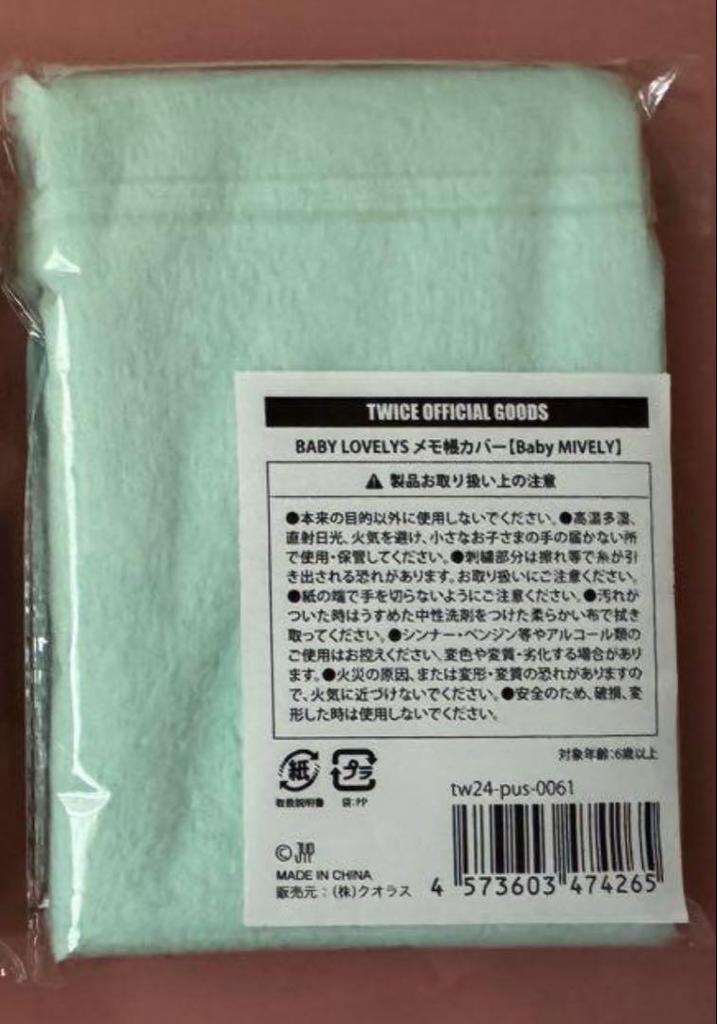 TWICE OFFICIAL GOODS
BABY LOVELYS メモ帳カバー【Baby MIVELY】
⚠ 製品お取り扱い上の注意
●本来の目的以外に使用しないでください。●高温多湿、
直射日光、火気を避け、小さなお子さまの手の届かない所
で使用・保管してください。●刺繍部分は擦れ等で糸が引
き出される恐れがあります。お取り扱いにご注意ください。
●紙の端で手を切らないようにご注意ください。●汚れが
ついた時はうすめた中性洗剤をつけた柔らかい布で拭き
取ってください。●シンナー・ベンジン等やアルコール類の
ご使用はお控えください、変色や変質・劣化する場合があり
ます。●火災の原因、または変形・変質の恐れがありますの
で、火気に近づけないでください。●安全のため、破損、変
形した時は使用しないでください。
対象年齢:6歳以上
紙 プラ
取扱説明書 袋:PP
tw24-pus-0061
©
MADE IN CHINA
販売元:(株)クオラス
4 573603 474265